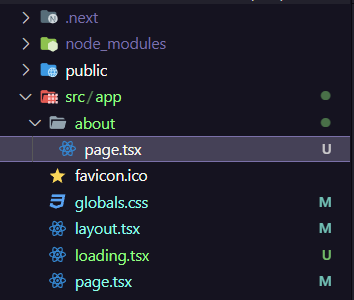 .next
node_modules
public
src/app
about
page.tsx U
favicon.ico
globals.css M
layout.tsx M
loading.tsx U
page.tsx M